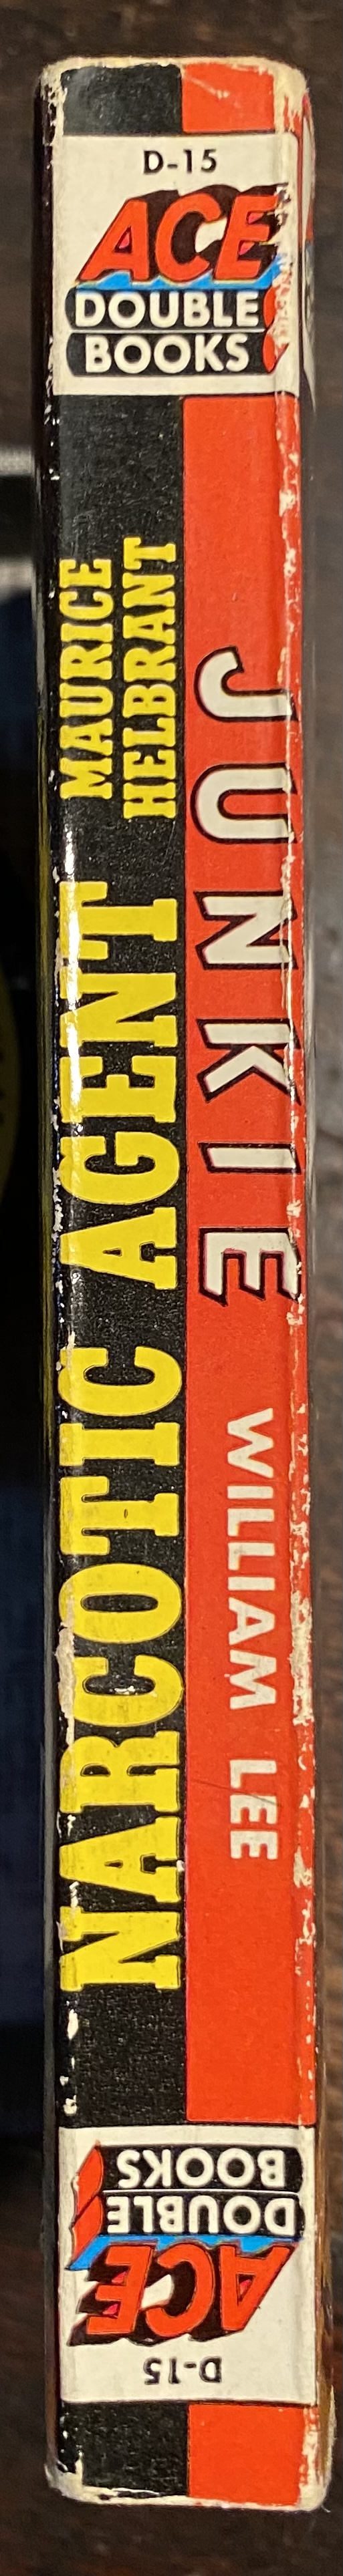 D-15
ACE
DOUBLE
BOOKS
MAURICE
HELBRANT
NARCOTIC AGENT
JUNKIE
WILLIAM LEE
D-15
ACE
DOUBLE
BOOKS